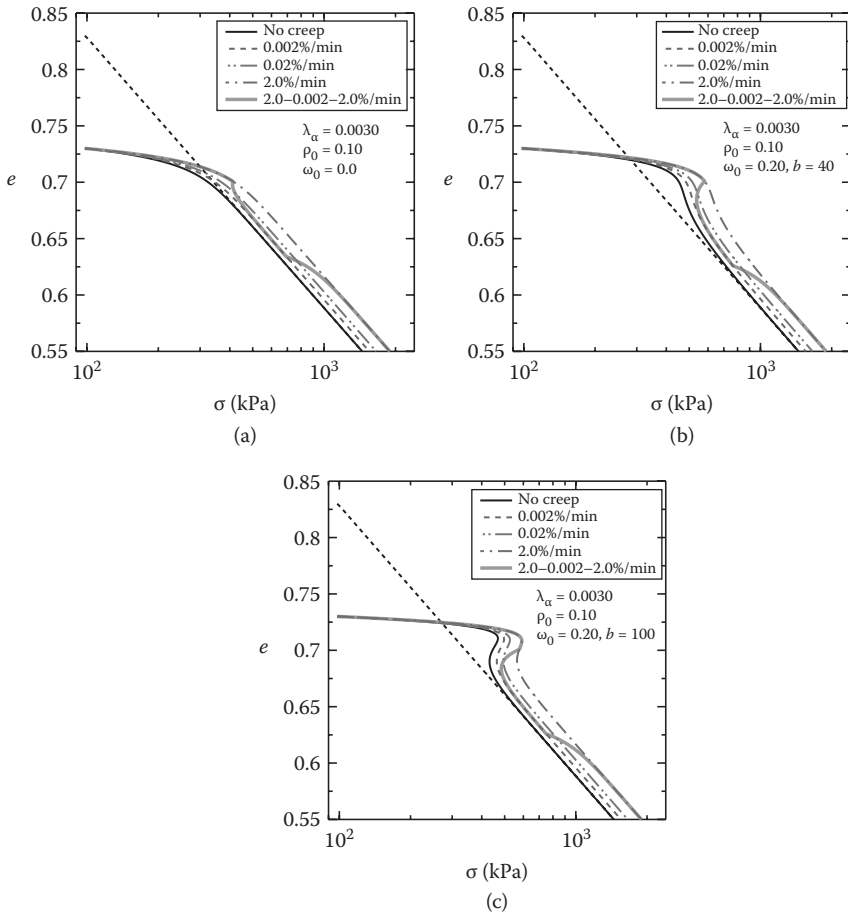 0.85
0.8
0.75
0.7
0.65
0.6
0.55
e
10²
10³
σ (kPa)
No creep
0.002%/min
0.02%/min
2.0%/min
2.0–0.002–2.0%/min
λα = 0.0030
ρ0 = 0.10
ω0 = 0.0
(a)
0.85
0.8
0.75
0.7
0.65
0.6
0.55
e
10²
10³
σ (kPa)
No creep
0.002%/min
0.02%/min
2.0%/min
2.0–0.002–2.0%/min
λα = 0.0030
ρ0 = 0.10
ω0 = 0.20, b = 40
(b)
0.85
0.8
0.75
0.7
0.65
0.6
0.55
e
10²
10³
σ (kPa)
No creep
0.002%/min
0.02%/min
2.0%/min
2.0–0.002–2.0%/min
λα = 0.0030
ρ0 = 0.10
ω0 = 0.20, b = 100
(c)